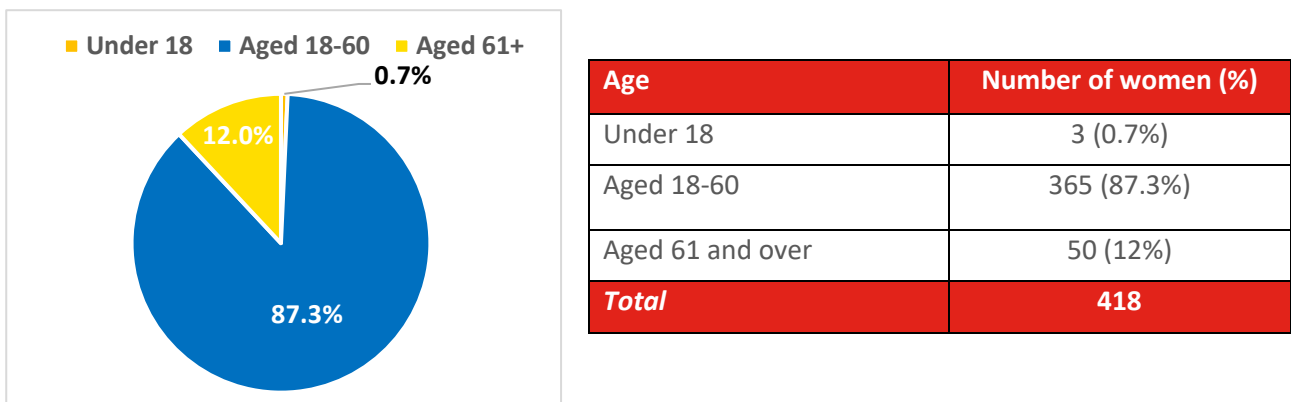 Under 18 Aged 18-60 Aged 61+
0.7%
12.0%
87.3%
Age Number of women (%)
Under 18 3 (0.7%)
Aged 18-60 365 (87.3%)
Aged 61 and over 50 (12%)
Total 418